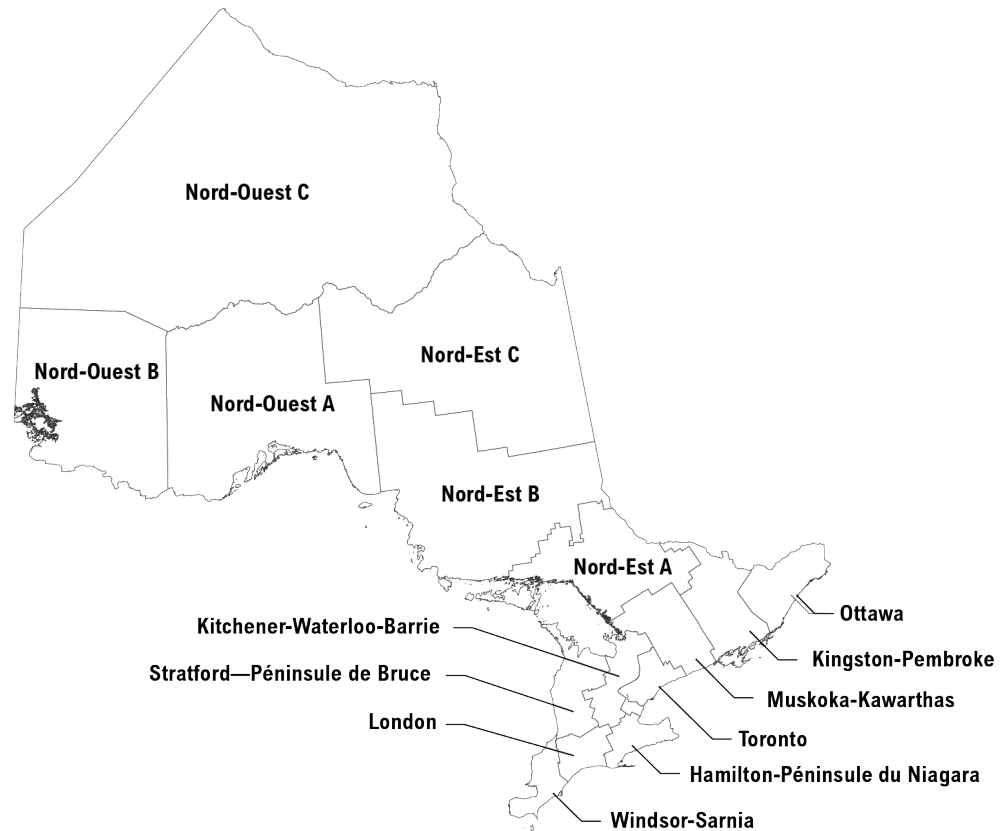 Nord-Ouest C
Nord-Est C
Nord-Ouest B
Nord-Ouest A
Nord-Est B
Nord-Est A
Ottawa
Kitchener-Waterloo-Barrie
Kingston-Pembroke
Stratford—Péninsule de Bruce
Muskoka-Kawarthas
London
Toronto
Hamilton-Péninsule du Niagara
Windsor-Sarnia